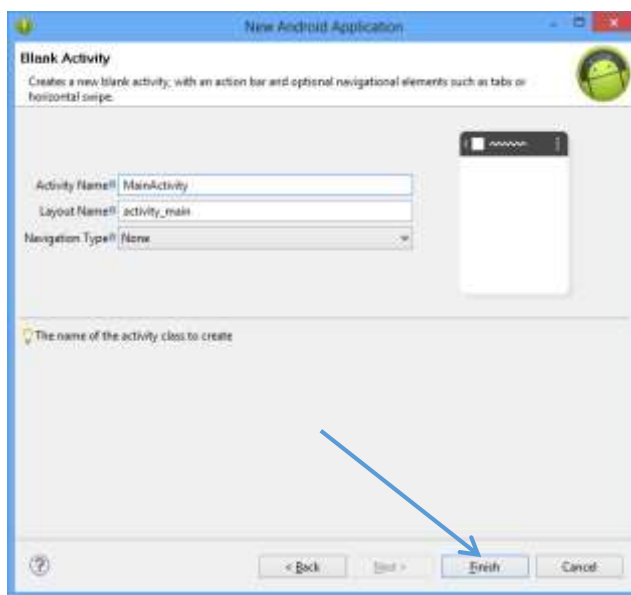 New Android Application
Blank Activity
Creates a new blank activity, with an action bar and optional navigational elements such as tabs or
horizontal swipe.
Activity Name
MainActivity
Layout Name
activity_main
Navigation Type
None
The name of the activity class to create
< Back
Next >
Finish
Cancel